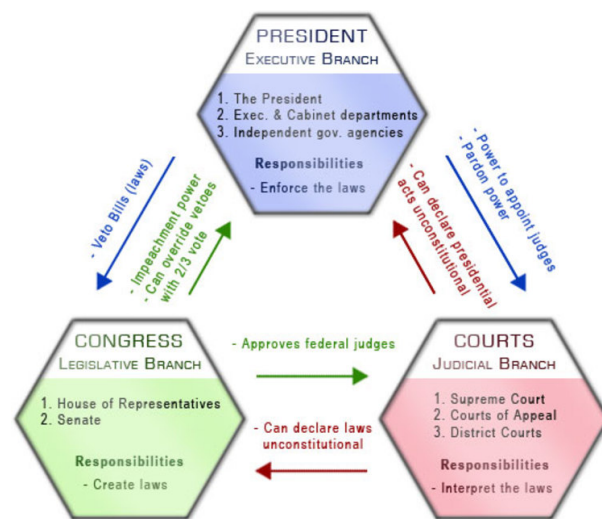 PRESIDENT
EXECUTIVE BRANCH
1. The President
2. Exec. & Cabinet departments
3. Independent gov. agencies
Responsibilities
- Enforce the laws
- Veto Bills (laws)
- Impeachment power
- Can override vetoes
with 2/3 vote
- Can declare presidential
acts unconstitutional
- Power to appoint judges
- Pardon power
CONGRESS
LEGISLATIVE BRANCH
1. House of Representatives
2. Senate
Responsibilities
- Create laws
- Approves federal judges
- Can declare laws
unconstitutional
COURTS
JUDICIAL BRANCH
1. Supreme Court
2. Courts of Appeal
3. District Courts
Responsibilities
- Interpret the laws